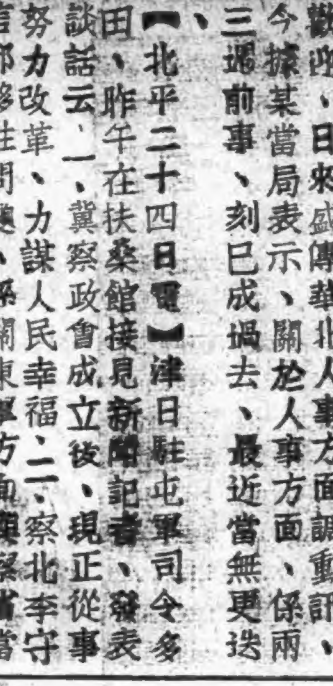 日來盛傳華北人事方面調動訊、
今據某當局表示、關於人事方面、係兩
三週前事、刻已成過去、最近當無更迭
、
【北平二十四日電】津日駐屯軍司令多
田、昨午在扶桑館接見新聞記者、發表
談話云、一、冀察政會成立後、現正從事
努力改革、力謀人民幸福、二、察北李守
信部移駐問題、係關東軍方面與察省當